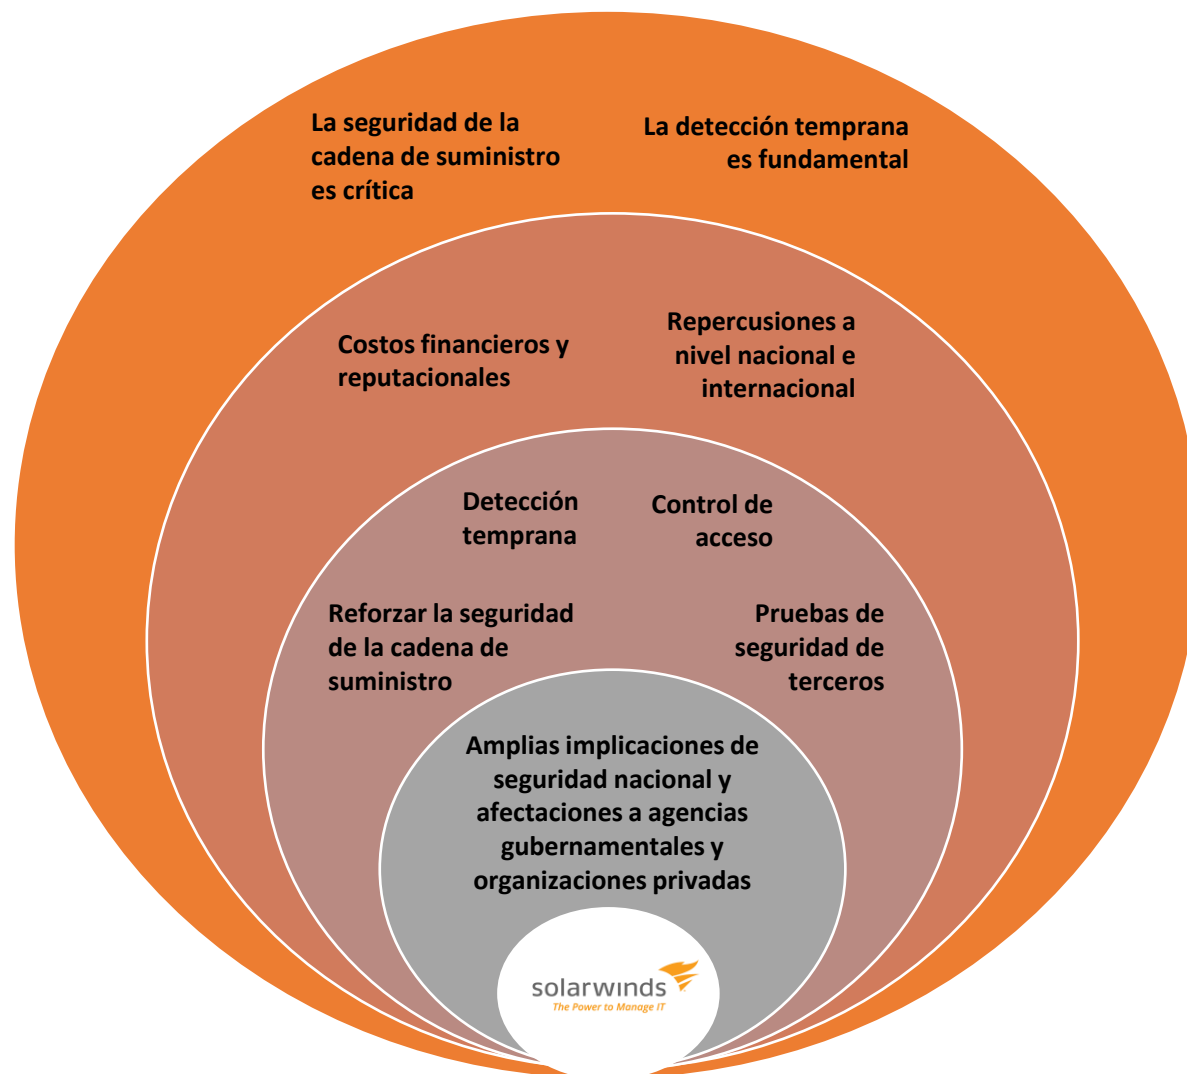 La seguridad de la
cadena de suministro
es crítica
La detección temprana
es fundamental
Costos financieros y
reputacionales
Repercusiones a
nivel nacional e
internacional
Detección
temprana
Control de
acceso
Reforzar la seguridad
de la cadena de
suministro
Pruebas de
seguridad de
terceros
Amplias implicaciones de
seguridad nacional y
afectaciones a agencias
gubernamentales y
organizaciones privadas
solarwinds
The Power to Manage IT